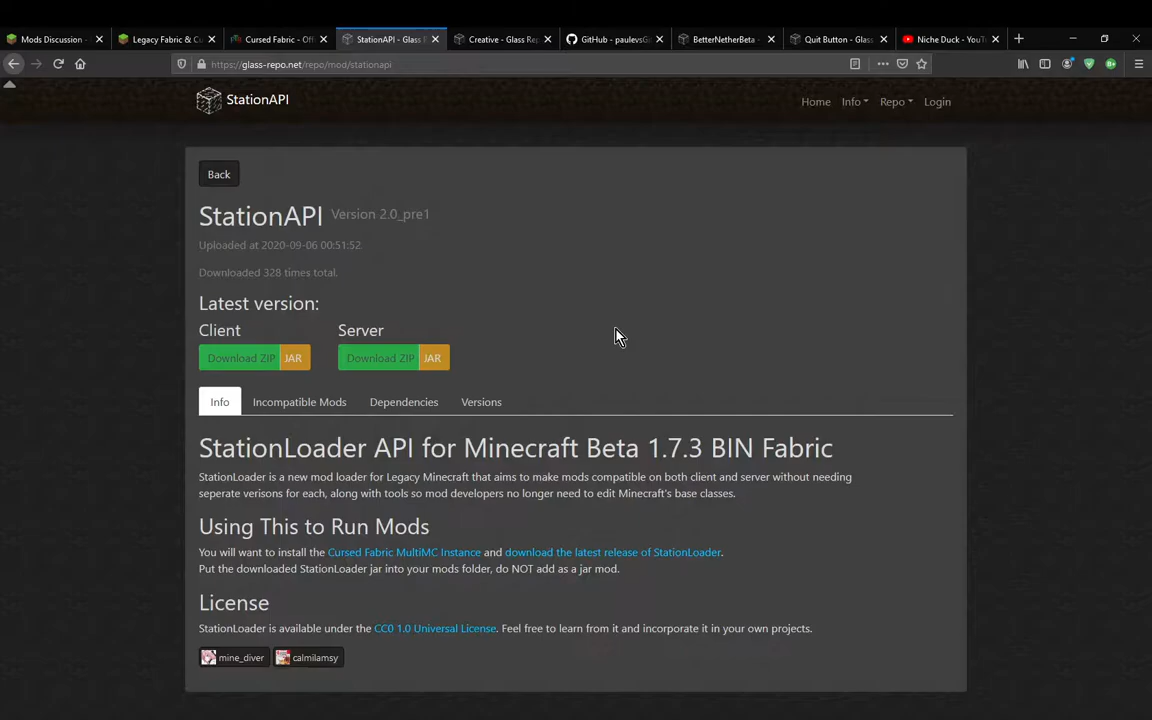 Mods Discussion -
Legacy Fabric & Cu
Cursed Fabric - Off
StationAPI - Glass R
Creative - Glass Rep
GitHub - paulevsGi
BetterNetherBeta -
Quit Button - Glass
Niche Duck - YouT
https://glass-repo.net/repo/mod/stationapi
StationAPI
Home Info Repo Login
Back
StationAPI Version 2.0_pre1
Uploaded at 2020-09-06 00:51:52
Downloaded 328 times total.
Latest version:
Client Server
Download ZIP JAR Download ZIP JAR
Info Incompatible Mods Dependencies Versions
StationLoader API for Minecraft Beta 1.7.3 BIN Fabric
StationLoader is a new mod loader for Legacy Minecraft that aims to make mods compatible on both client and server without needing
seperate verisons for each, along with tools so mod developers no longer need to edit Minecraft's base classes.
Using This to Run Mods
You will want to install the Cursed Fabric MultiMC Instance and download the latest release of StationLoader.
Put the downloaded StationLoader jar into your mods folder, do NOT add as a jar mod.
License
StationLoader is available under the CC0 1.0 Universal License. Feel free to learn from it and incorporate it in your own projects.
mine_diver calmilamsy